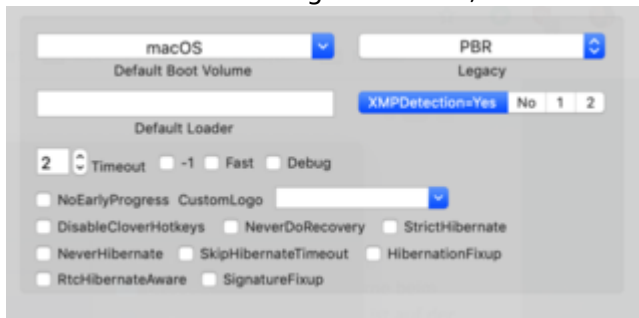 macOS PBR
Default Boot Volume Legacy
XMPDetection=Yes No 1 2
Default Loader
2 Timeout -1 Fast Debug
NoEarlyProgress CustomLogo
DisableCloverHotkeys NeverDoRecovery StrictHibernate
NeverHibernate SkipHibernateTimeout HibernationFixup
RtcHibernateAware SignatureFixup